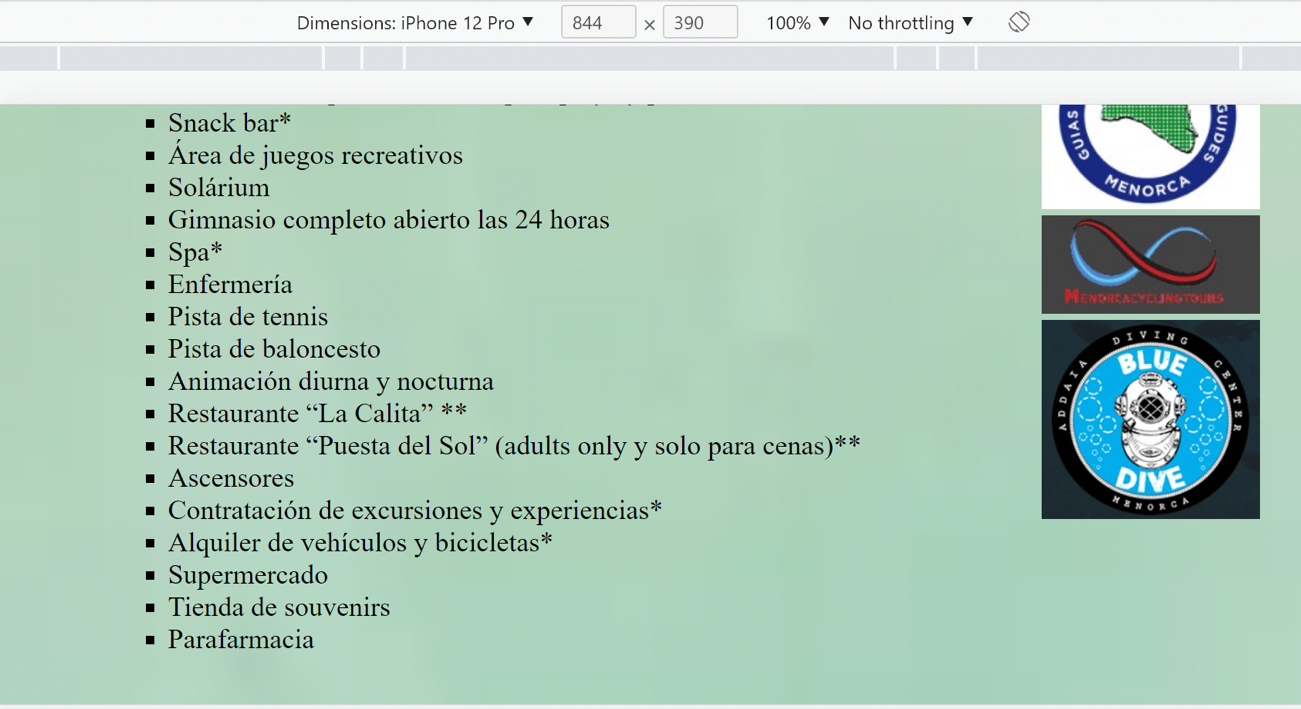 Dimensions: iPhone 12 Pro ▼ 844 × 390 100% ▼ No throttling ▼
Snack bar*
Área de juegos recreativos
Solárium
Gimnasio completo abierto las 24 horas
Spa*
Enfermería
Pista de tennis
Pista de baloncesto
Animación diurna y nocturna
Restaurante “La Calita” **
Restaurante “Puesta del Sol” (adults only y solo para cenas)**
Ascensores
Contratación de excursiones y experiencias*
Alquiler de vehículos y bicicletas*
Supermercado
Tienda de souvenirs
Parafarmacia
GUIAS MENORCA GUIDES
MENORCACYCLINGTOURS
ADDAIA DIVING CENTER
BLUE
DIVE
MENORCA